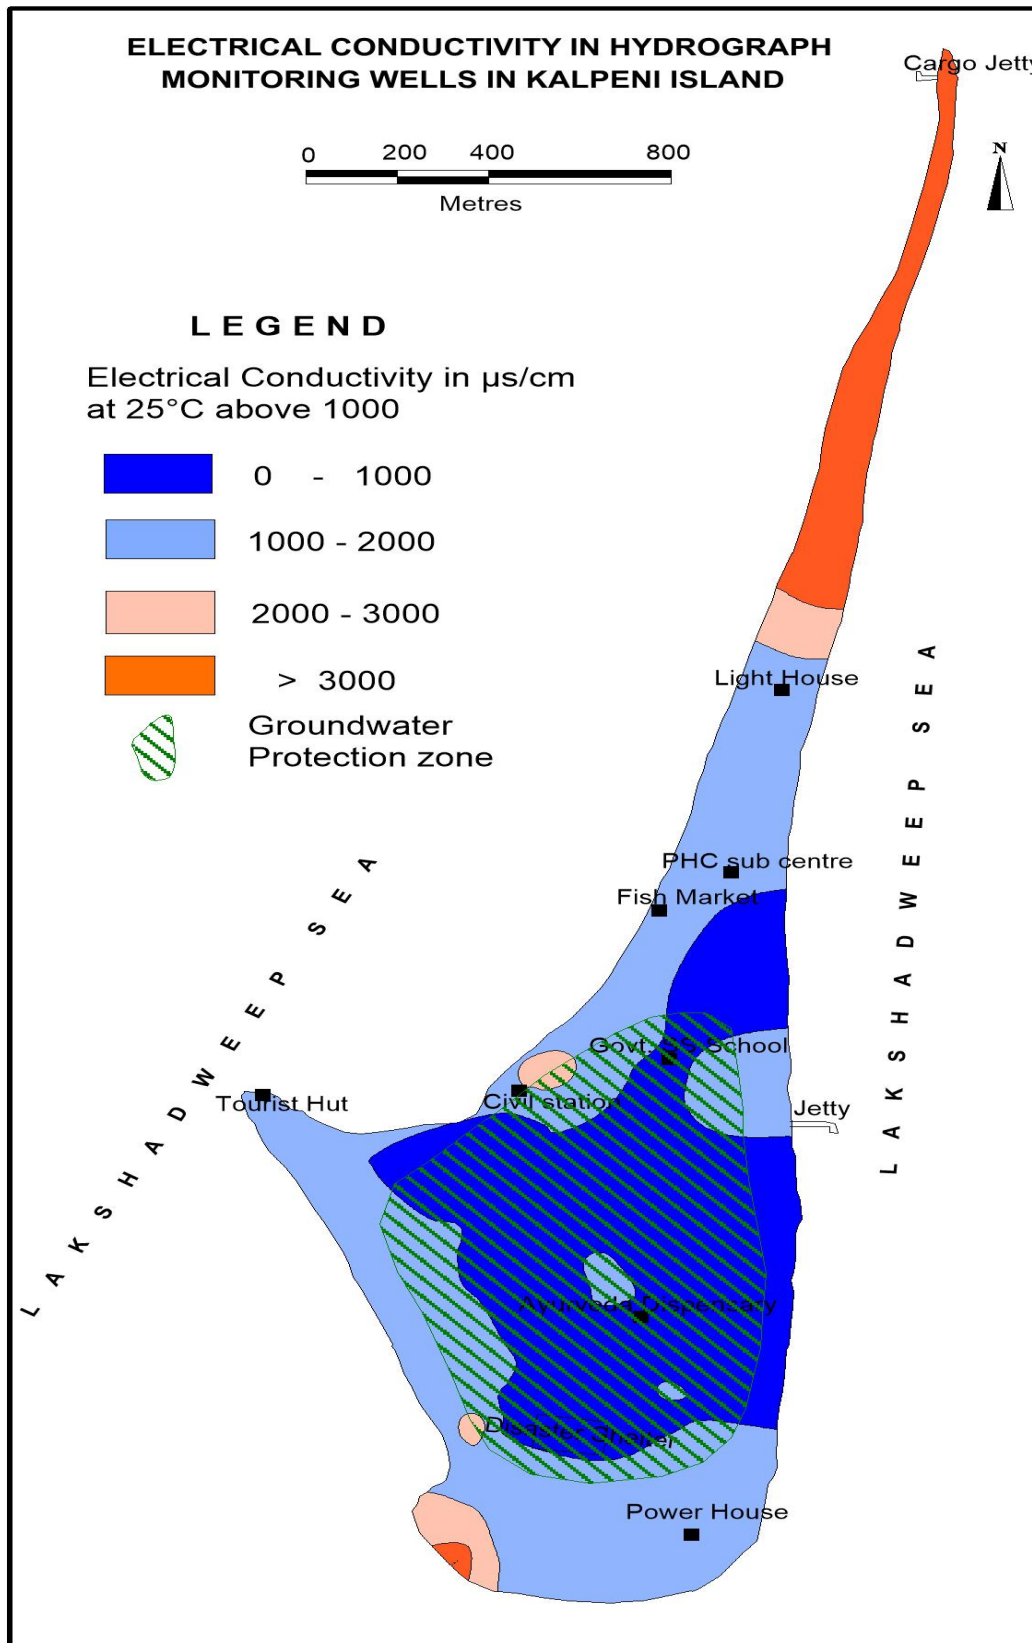 ELECTRICAL CONDUCTIVITY IN HYDROGRAPH
MONITORING WELLS IN KALPENI ISLAND
Cargo Jetty
0 200 400 800
Metres
N
LEGEND
Electrical Conductivity in µs/cm
at 25°C above 1000
0 - 1000
1000 - 2000
2000 - 3000
> 3000
Groundwater
Protection zone
Light House
PHC sub centre
Fish Market
Govt. SS School
Civil station
Tourist Hut
Jetty
LAKSHADWEEP SEA
LAKSHADWEEP SEA
Ayurveda Dispensary
Disaster Shelter
Power House